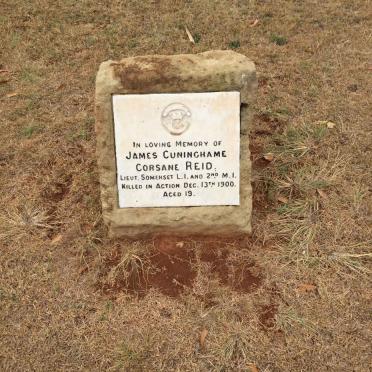 IN LOVING MEMORY OF
JAMES CUNINGHAME
CORSANE REID,
LIEUT. SOMERSET L.I. AND 2ND M.I.
KILLED IN ACTION DEC. 13TH 1900.
AGED 19.